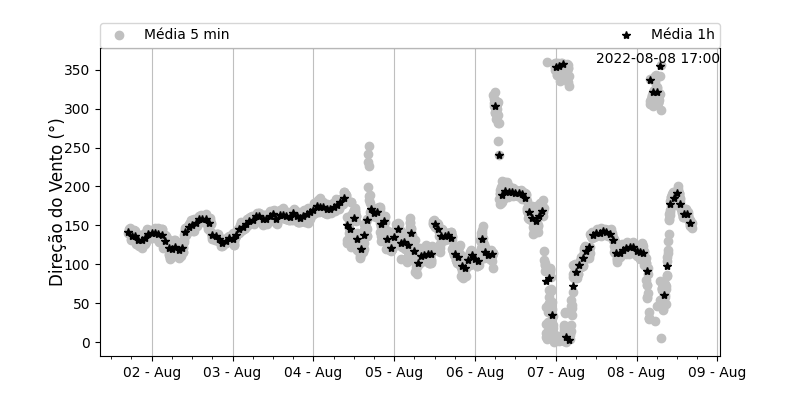 Média 5 min
Média 1h
2022-08-08 17:00
Direção do Vento (°)
350
300
250
200
150
100
50
0
02 - Aug
03 - Aug
04 - Aug
05 - Aug
06 - Aug
07 - Aug
08 - Aug
09 - Aug